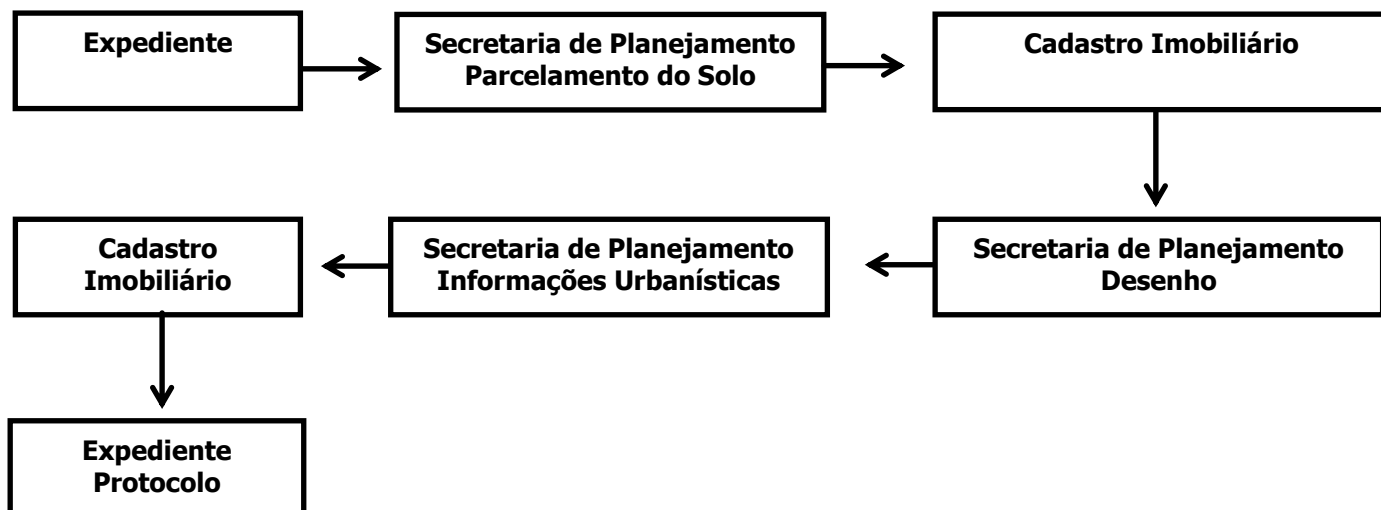 Expediente
Secretaria de Planejamento
Parcelamento do Solo
Cadastro Imobiliário
Cadastro
Imobiliário
Secretaria de Planejamento
Informações Urbanísticas
Secretaria de Planejamento
Desenho
Expediente
Protocolo